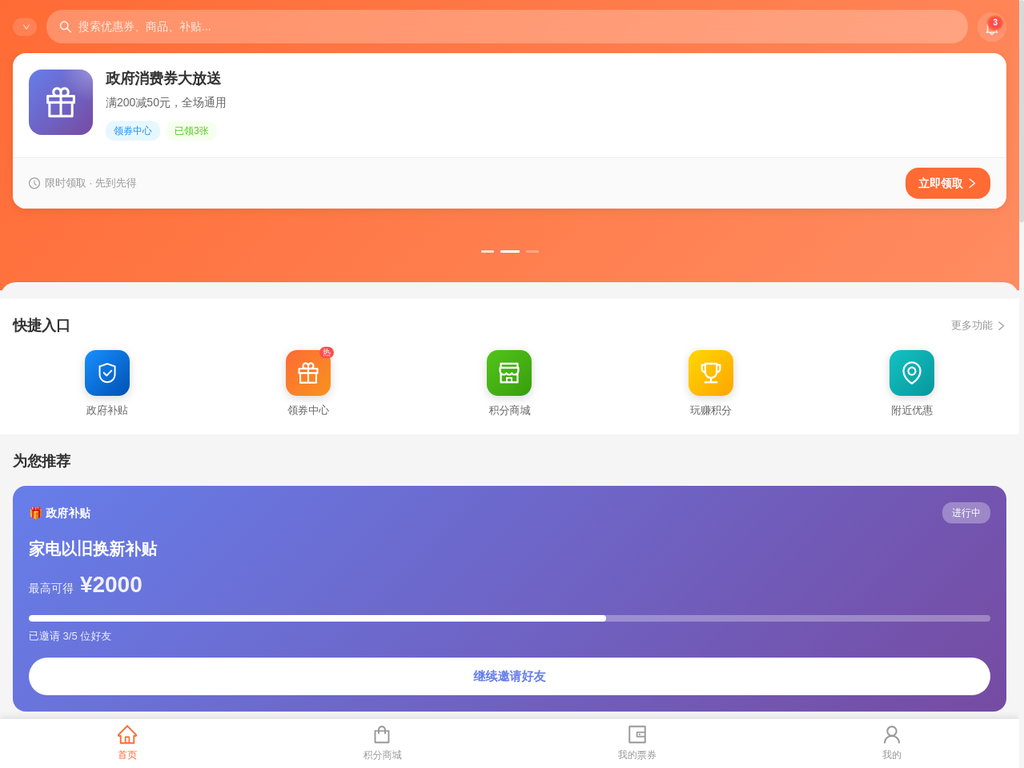 搜索优惠券、商品、补贴...
3
政府消费券大放送
满200减50元，全场通用
领券中心 已领3张
限时领取 · 先到先得
立即领取
快捷入口
更多功能
热
政府补贴 领券中心 积分商城 玩赚积分 附近优惠
为您推荐
🎁 政府补贴
进行中
家电以旧换新补贴
最高可得 ¥2000
已邀请 3/5 位好友
继续邀请好友
首页 积分商城 我的票券 我的